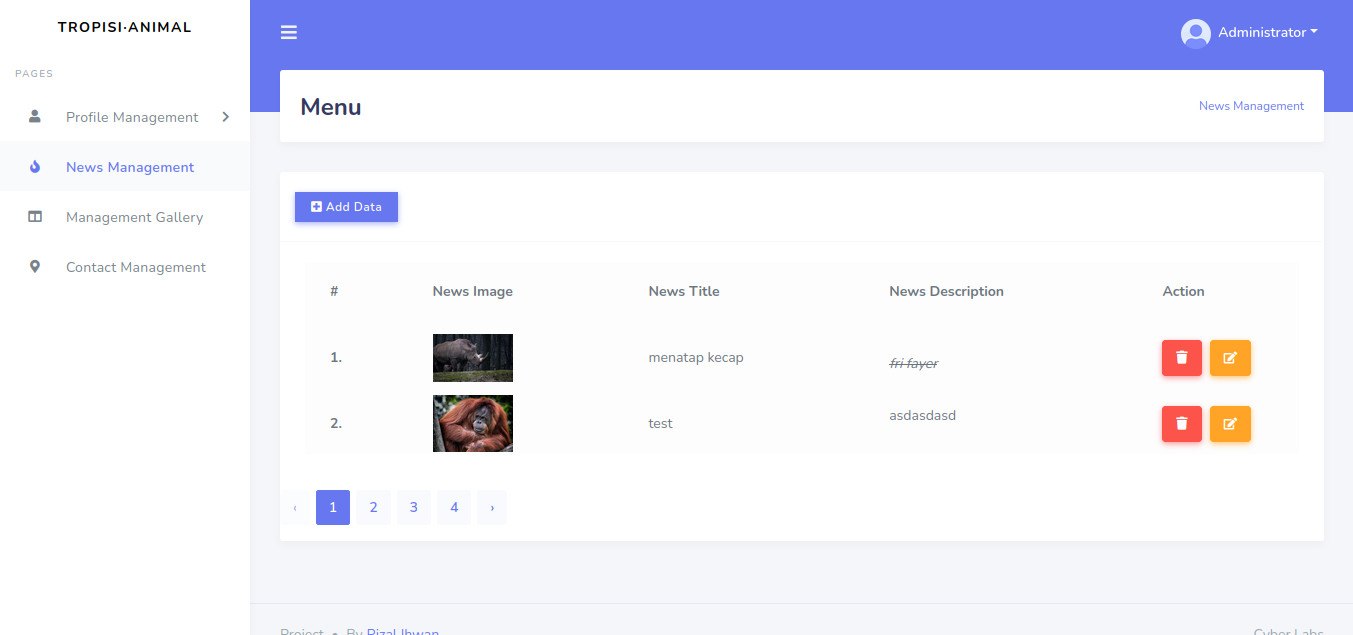 TROPISI·ANIMAL
Administrator
PAGES
Profile Management
News Management
Management Gallery
Contact Management
Menu
News Management
Add Data
# News Image News Title News Description Action
1. menatap kecap fri fayer
2. test asdasdasd
‹ 1 2 3 4 ›
Project • By Rizal Ihwan
Cyber Labs